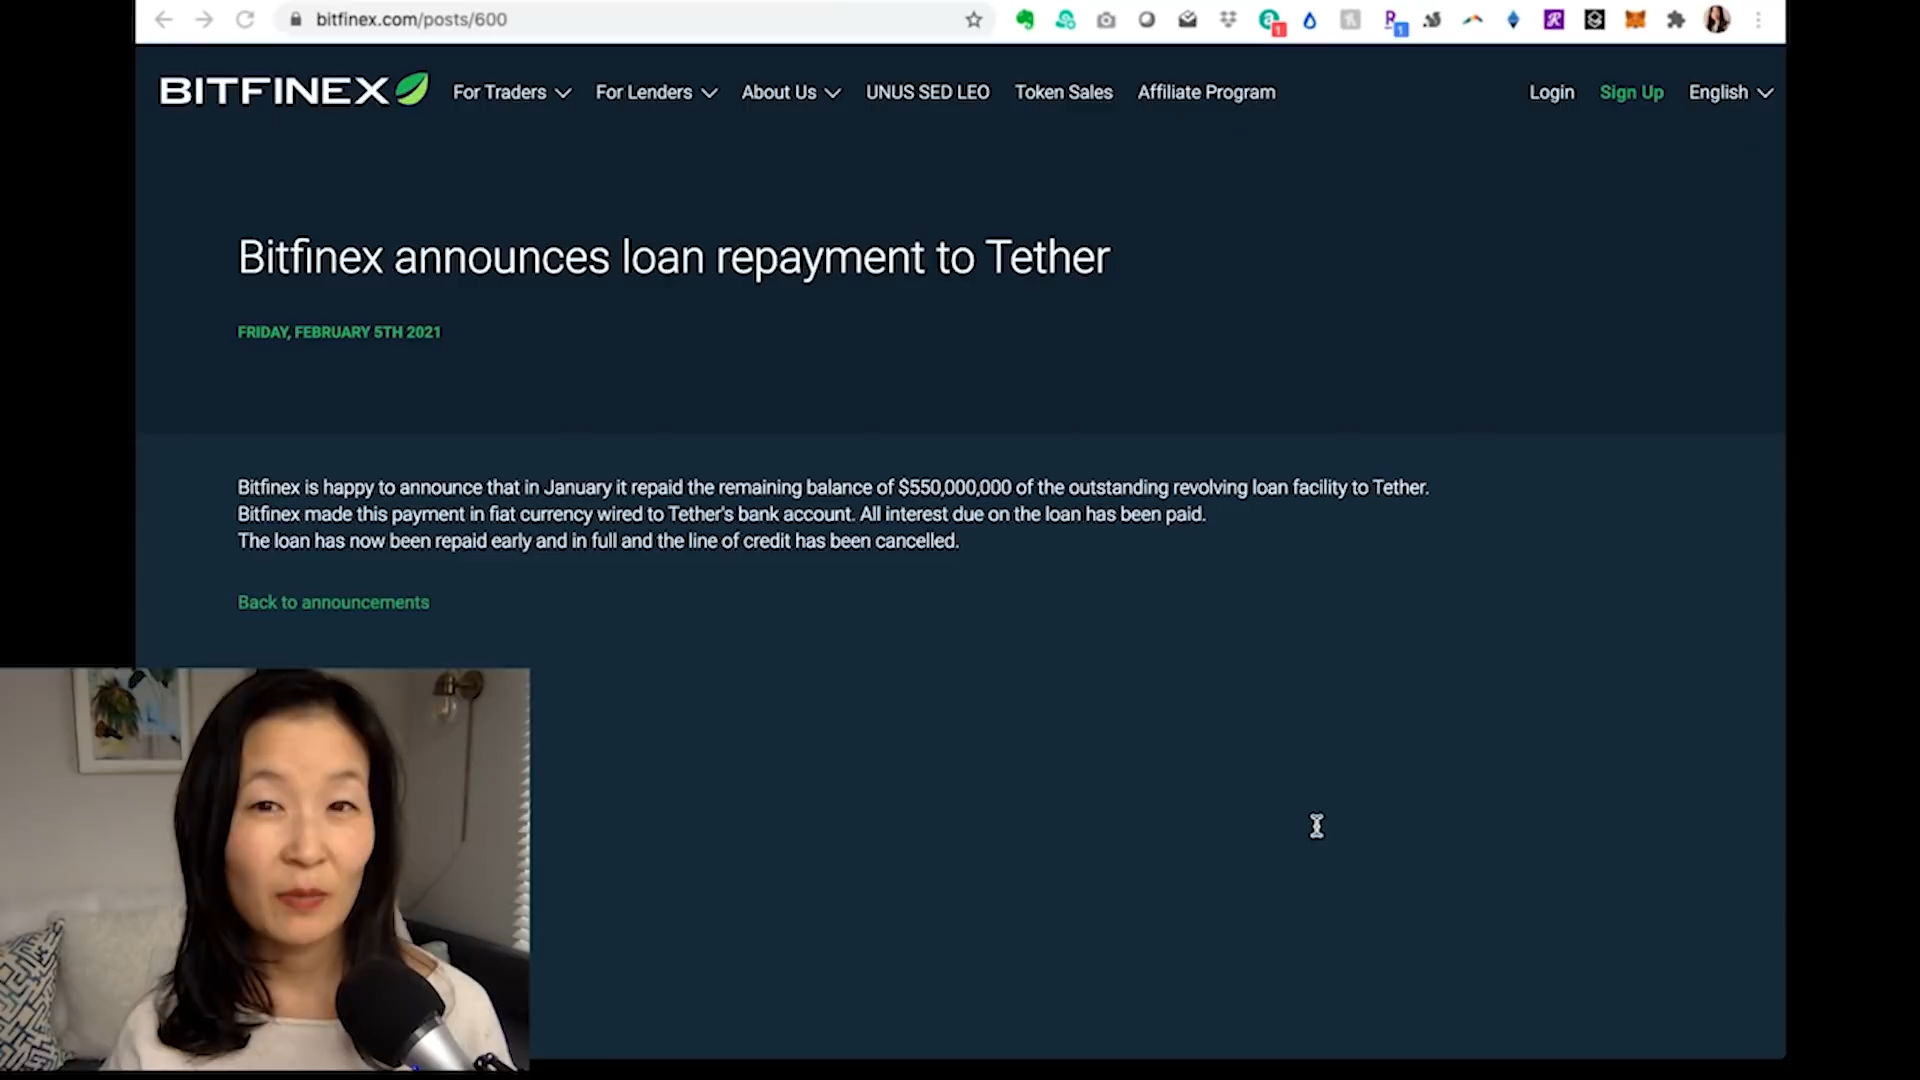 bitfinex.com/posts/600
BITFINEX For Traders For Lenders About Us UNUS SED LEO Token Sales Affiliate Program Login Sign Up English
Bitfinex announces loan repayment to Tether
FRIDAY, FEBRUARY 5TH 2021
Bitfinex is happy to announce that in January it repaid the remaining balance of $550,000,000 of the outstanding revolving loan facility to Tether.
Bitfinex made this payment in fiat currency wired to Tether's bank account. All interest due on the loan has been paid.
The loan has now been repaid early and in full and the line of credit has been cancelled.
Back to announcements